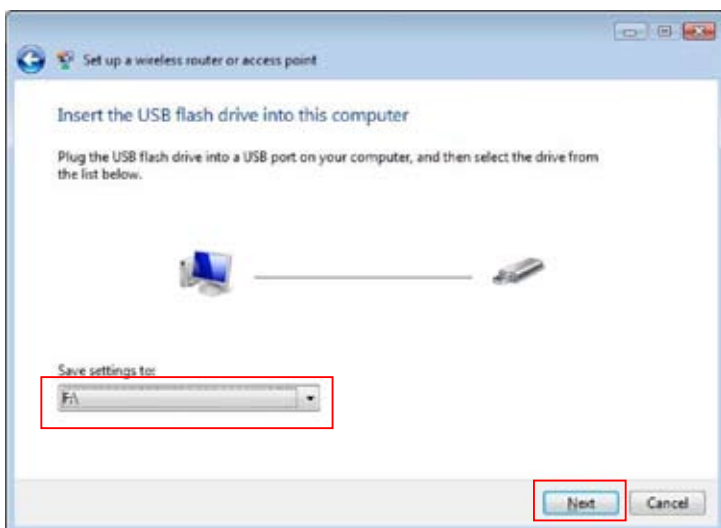 Set up a wireless router or access point
Insert the USB flash drive into this computer
Plug the USB flash drive into a USB port on your computer, and then select the drive from
the list below.
Save settings to:
F:\
Next
Cancel